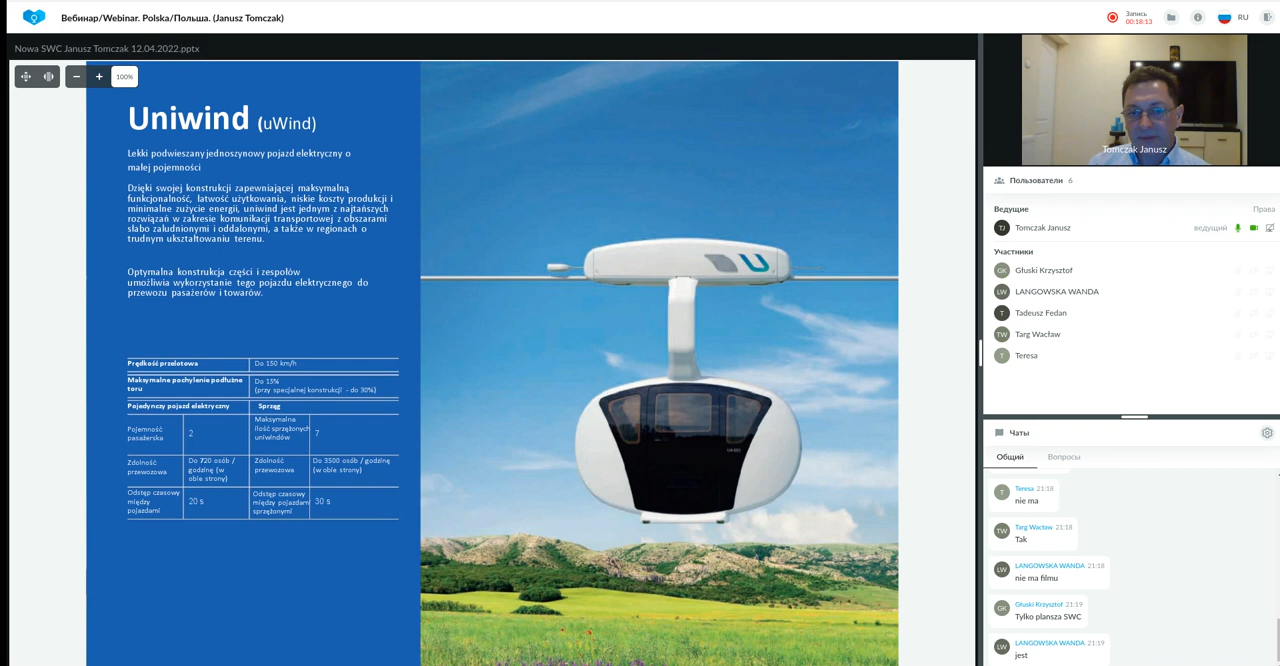 Вебинар/Webinar. Polska/Польша. (Janusz Tomczak)
Запись
00:18:13
RU
Nowa SWC Janusz Tomczak 12.04.2022.pptx
100%
Uniwind (uWind)
Lekki podwieszany jednoszynowy pojazd elektryczny o
małej pojemności
Dzięki swojej konstrukcji zapewniającej maksymalną
funkcjonalność, łatwość użytkowania, niskie koszty produkcji i
minimalne zużycie energii, uniwind jest jednym z najtańszych
rozwiązań w zakresie komunikacji transportowej z obszarami
słabo zaludnionymi i oddalonymi, a także w regionach o
trudnym ukształtowaniu terenu.
Optymalna konstrukcja części i zespołów
umożliwia wykorzystanie tego pojazdu elektrycznego do
przewozu pasażerów i towarów.
Prędkość przelotowa
Do 150 km/h
Maksymalne pochylenie podłużne
toru
Do 15%
(przy specjalnej konstrukcji - do 30%)
Pojedynczy pojazd elektryczny
Sprzęg
Pojemność
pasażerska
2
Maksymalna
ilość sprzężonych
uniwindów
7
Zdolność
przewozowa
Do 720 osób /
godzinę (w
obie strony)
Zdolność
przewozowa
Do 3500 osób / godzinę
(w obie strony)
Odstęp czasowy
między
pojazdami
20 s
Odstęp czasowy
między pojazdami
sprzężonymi
30 s
Tomczak Janusz
Пользователи 6
Ведущие
Права
TJ
Tomczak Janusz
ведущий
Участники
GK
Głuski Krzysztof
LW
LANGOWSKA WANDA
T
Tadeusz Fedan
TW
Targ Wacław
T
Teresa
Чаты
Общий
Вопросы
T
Teresa 21:18
nie ma
TW
Targ Wacław 21:18
Tak
LW
LANGOWSKA WANDA 21:18
nie ma filmu
GK
Głuski Krzysztof 21:19
Tylko plansza SWC
LW
LANGOWSKA WANDA 21:19
jest